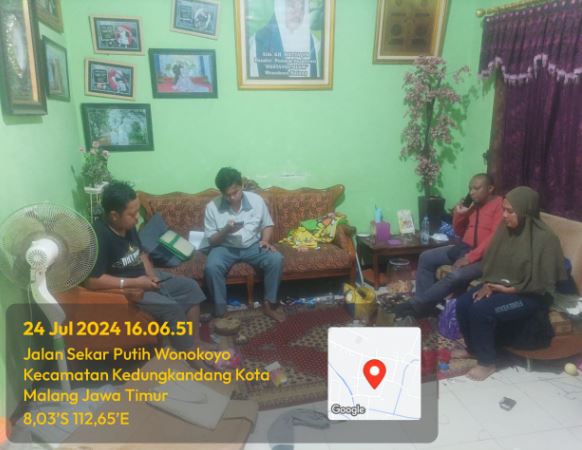 24 Jul 2024 16.06.51
Jalan Sekar Putih Wonokoyo
Kecamatan Kedungkandang Kota
Malang Jawa Timur
8,03'S 112,65'E
Google